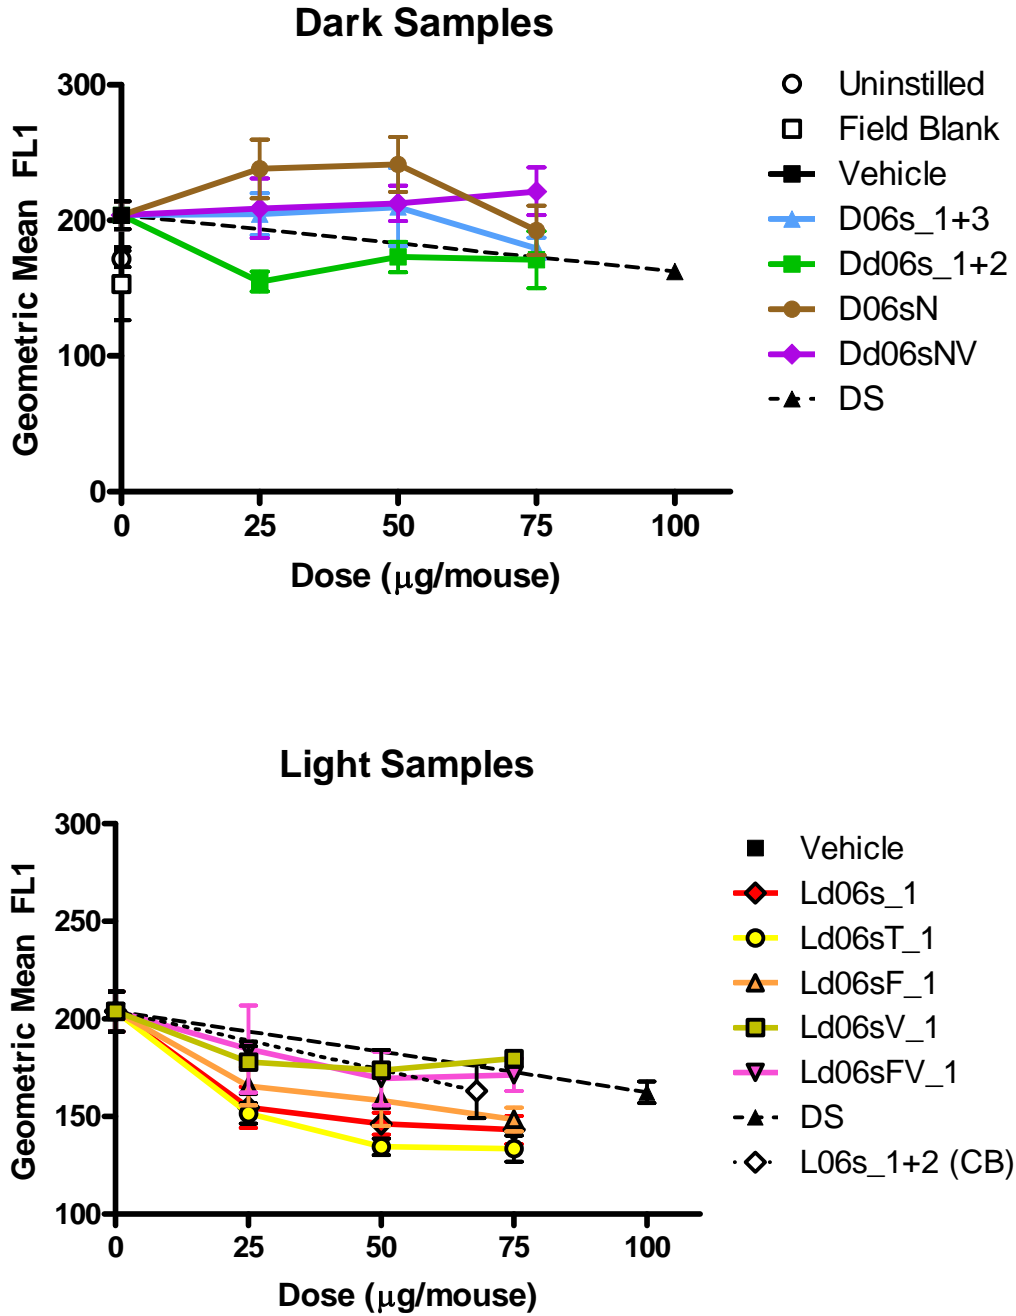 Dark Samples
300
200
100
0
Geometric Mean FL1
0 25 50 75 100
Dose (μg/mouse)
Uninstilled
Field Blank
Vehicle
D06s_1+3
Dd06s_1+2
D06sN
Dd06sNV
DS
Light Samples
300
250
200
150
100
Geometric Mean FL1
0 25 50 75 100
Dose (μg/mouse)
Vehicle
Ld06s_1
Ld06sT_1
Ld06sF_1
Ld06sV_1
Ld06sFV_1
DS
L06s_1+2 (CB)